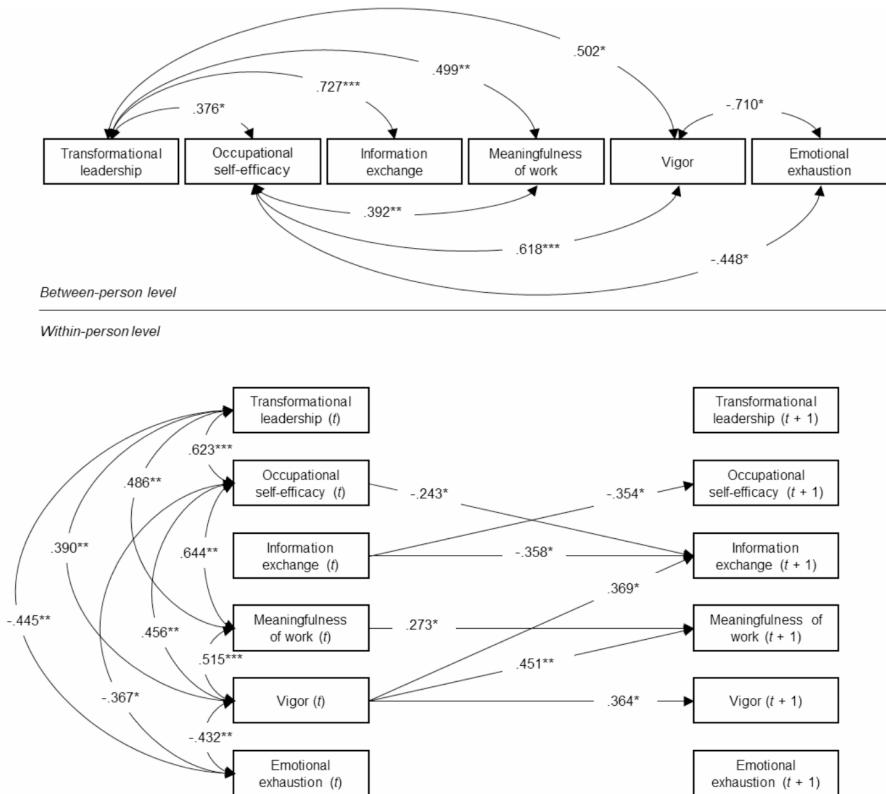 .502*
.499**
.727***
-.710*
.376*
Transformational
leadership
Occupational
self-efficacy
Information
exchange
Meaningfulness
of work
Vigor
Emotional
exhaustion
.392**
.618***
-.448*
Between-person level
Within-person level
Transformational
leadership (t)
Transformational
leadership (t + 1)
.623***
Occupational
self-efficacy (t)
Occupational
self-efficacy (t + 1)
.486**
-.243*
-.354*
Information
exchange (t)
Information
exchange (t + 1)
.390**
.644**
-.358*
.369*
Meaningfulness
of work (t)
Meaningfulness of
work (t + 1)
-.445**
.456**
.273*
.515***
.451**
Vigor (t)
Vigor (t + 1)
-.367*
.364*
-.432**
Emotional
exhaustion (t)
Emotional
exhaustion (t + 1)